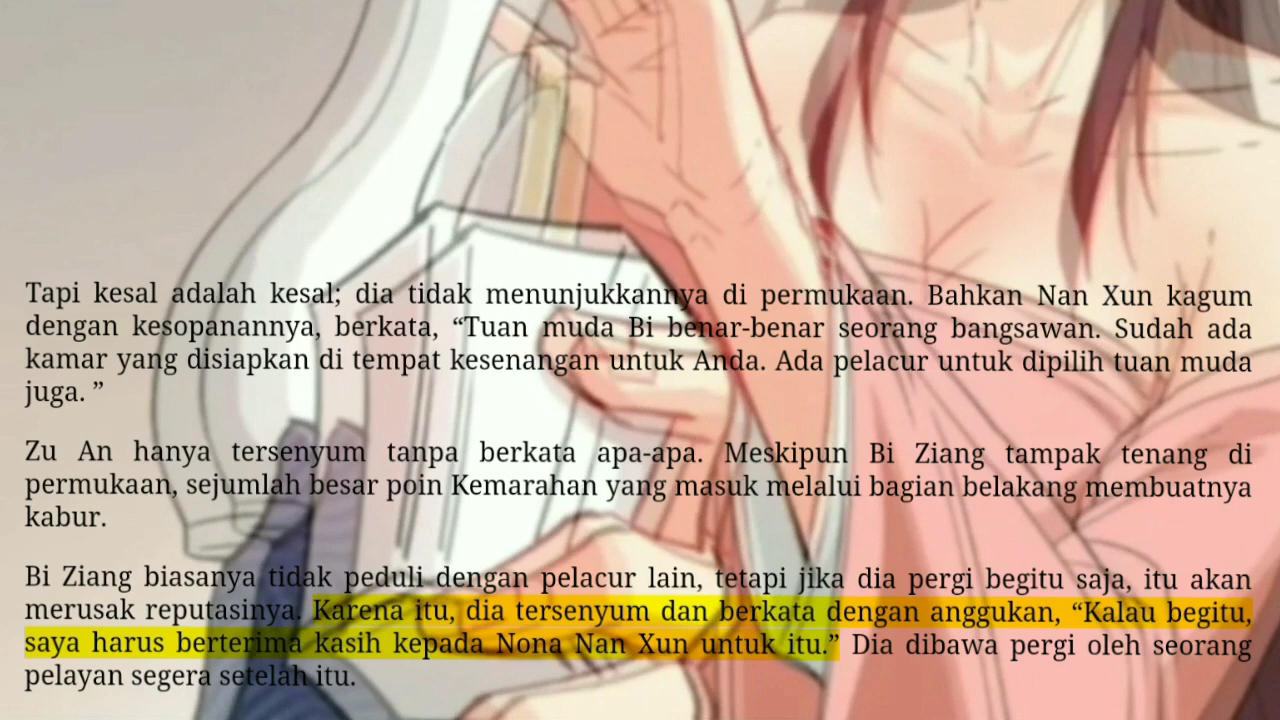 Tapi kesal adalah kesal; dia tidak menunjukkannya di permukaan. Bahkan Nan Xun kagum
dengan kesopanannya, berkata, “Tuan muda Bi benar-benar seorang bangsawan. Sudah ada
kamar yang disiapkan di tempat kesenangan untuk Anda. Ada pelacur untuk dipilih tuan muda
juga. ”
Zu An hanya tersenyum tanpa berkata apa-apa. Meskipun Bi Ziang tampak tenang di
permukaan, sejumlah besar poin Kemarahan yang masuk melalui bagian belakang membuatnya
kabur.
Bi Ziang biasanya tidak peduli dengan pelacur lain, tetapi jika dia pergi begitu saja, itu akan
merusak reputasinya. Karena itu, dia tersenyum dan berkata dengan anggukan, “Kalau begitu,
saya harus berterima kasih kepada Nona Nan Xun untuk itu.” Dia dibawa pergi oleh seorang
pelayan segera setelah itu.